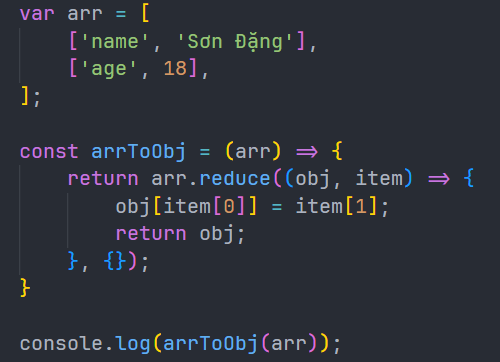 var arr = [
    ['name', 'Sơn Đặng'],
    ['age', 18],
];

const arrToObj = (arr) => {
    return arr.reduce((obj, item) => {
        obj[item[0]] = item[1];
        return obj;
    }, {});
}

console.log(arrToObj(arr));